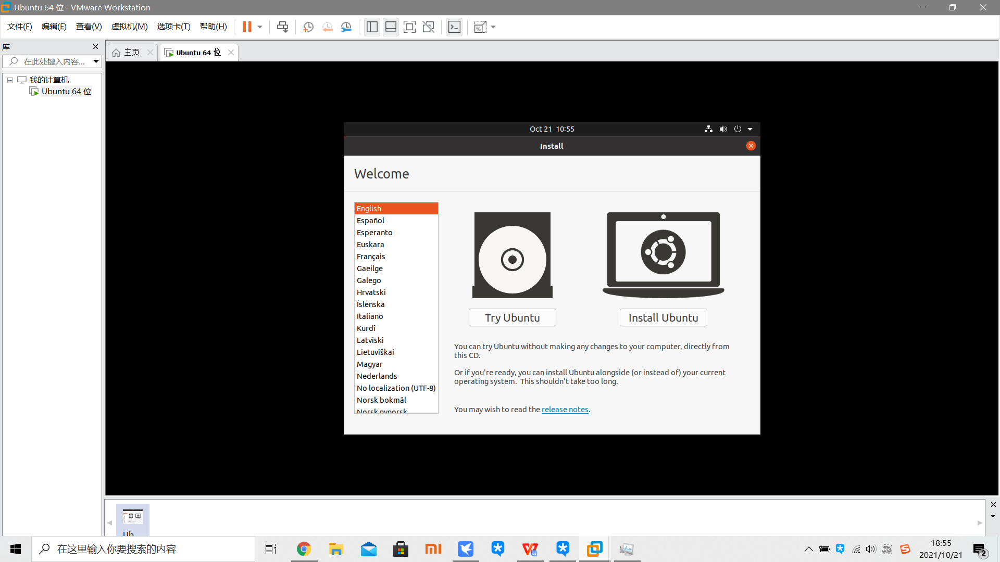 Ubuntu 64 位 - VMware Workstation
文件(F) 编辑(E) 查看(V) 虚拟机(M) 选项卡(T) 帮助(H)
库
在此处键入内容...
我的计算机
Ubuntu 64 位
主页
Ubuntu 64 位
Oct 21 10:55
Install
Welcome
English
Español
Esperanto
Euskara
Français
Gaeilge
Galego
Hrvatski
Íslenska
Italiano
Kurdî
Latviski
Lietuviškai
Magyar
Nederlands
No localization (UTF-8)
Norsk bokmål
Norsk nynorsk
Try Ubuntu
Install Ubuntu
You can try Ubuntu without making any changes to your computer, directly from
this CD.
Or if you're ready, you can install Ubuntu alongside (or instead of) your current
operating system. This shouldn't take too long.
You may wish to read the release notes.
Ub...
在这里输入你要搜索的内容
英
18:55
2021/10/21
2